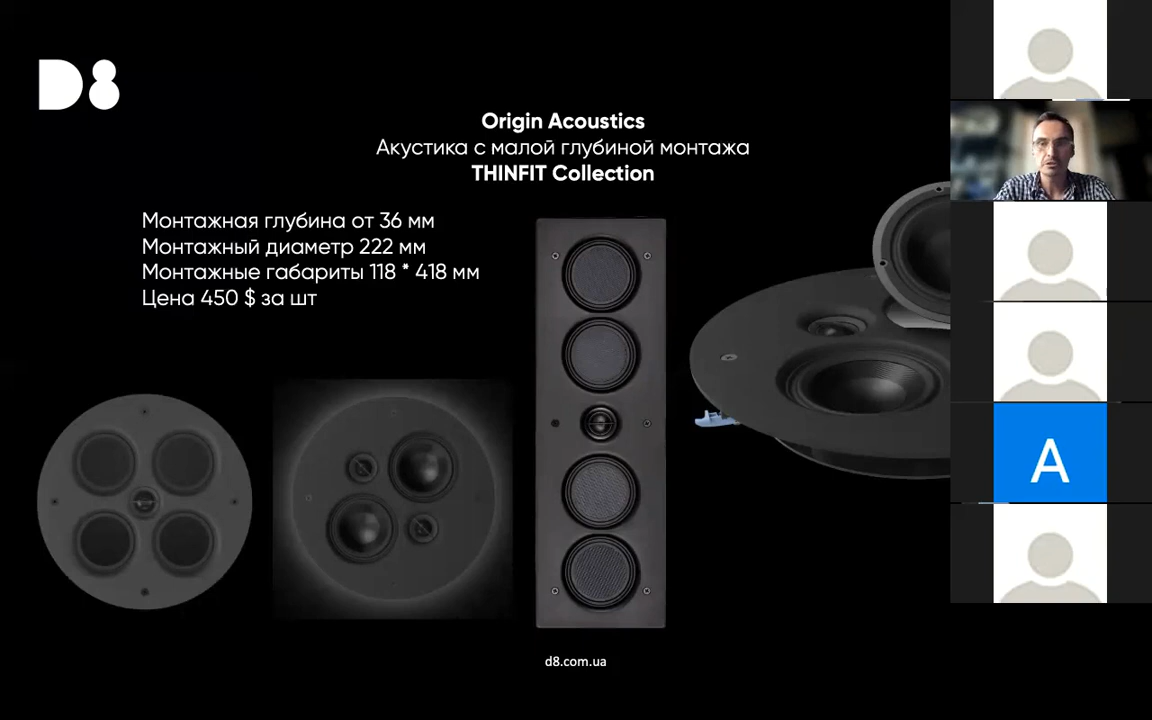 D8
Origin Acoustics
Акустика с малой глубиной монтажа
THINFIT Collection
Монтажная глубина от 36 мм
Монтажный диаметр 222 мм
Монтажные габариты 118 * 418 мм
Цена 450 $ за шт
A
d8.com.ua